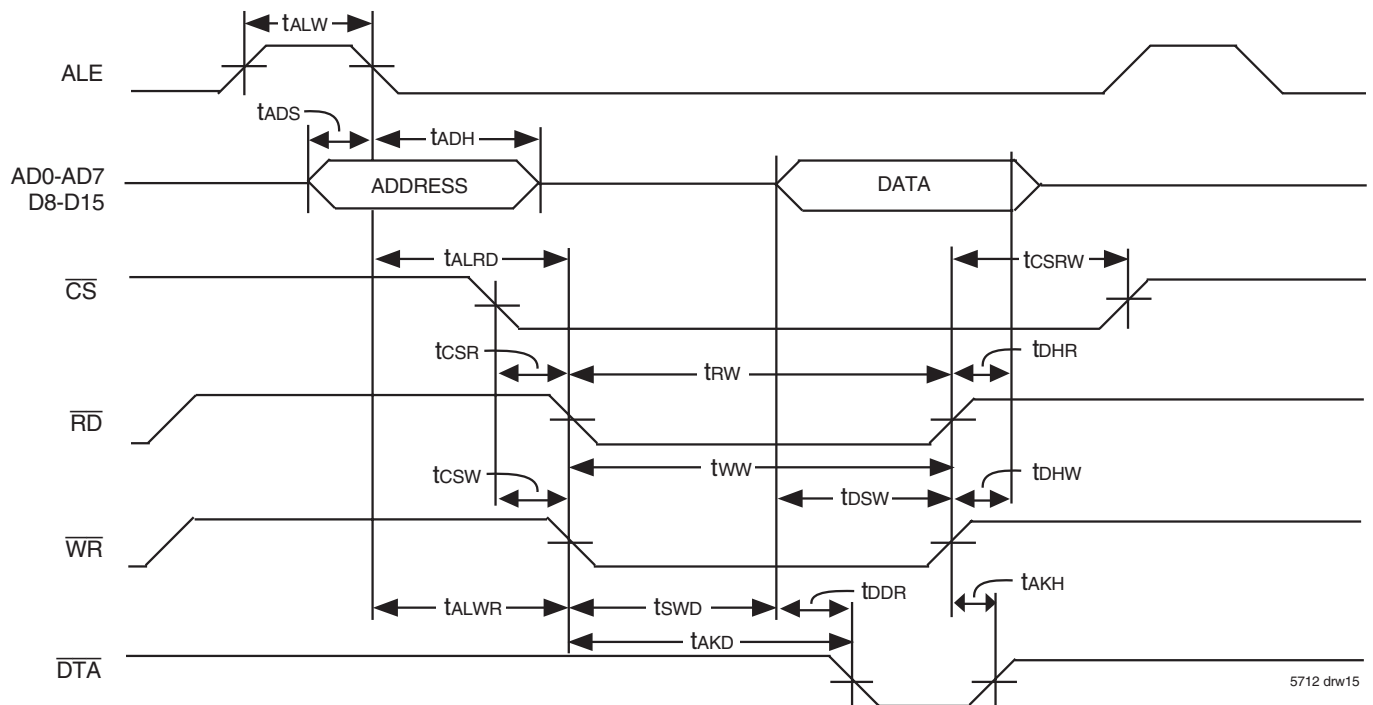 tALW
ALE
tADS
tADH
AD0-AD7
D8-D15
ADDRESS
DATA
tALRD
tCSRW
CS
tCSR
tRW
tDHR
RD
tCSW
tWW
tDHW
tDSW
WR
tALWR
tSWD
tDDR
tAKH
tAKD
DTA
5712 drw15